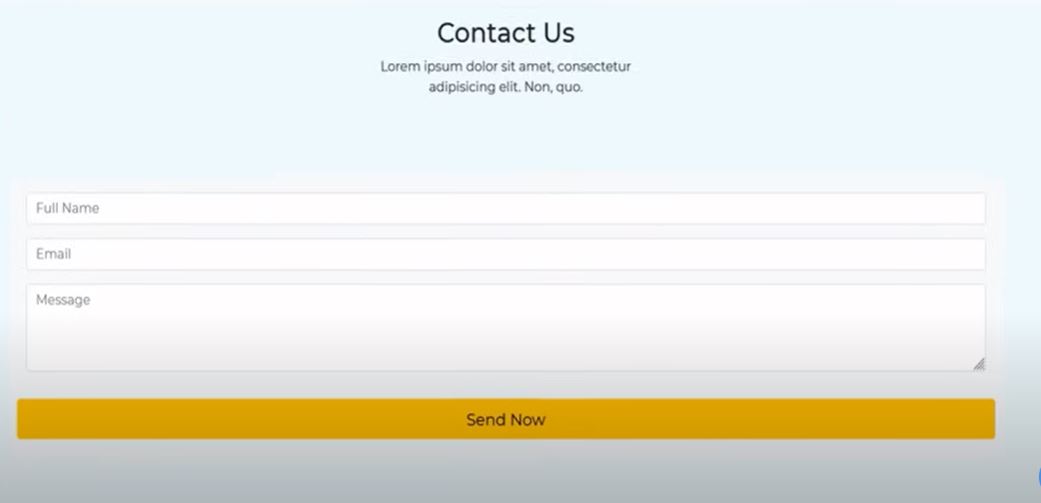 Contact Us
Lorem ipsum dolor sit amet, consectetur
adipisicing elit. Non, quo.
Full Name
Email
Message
Send Now